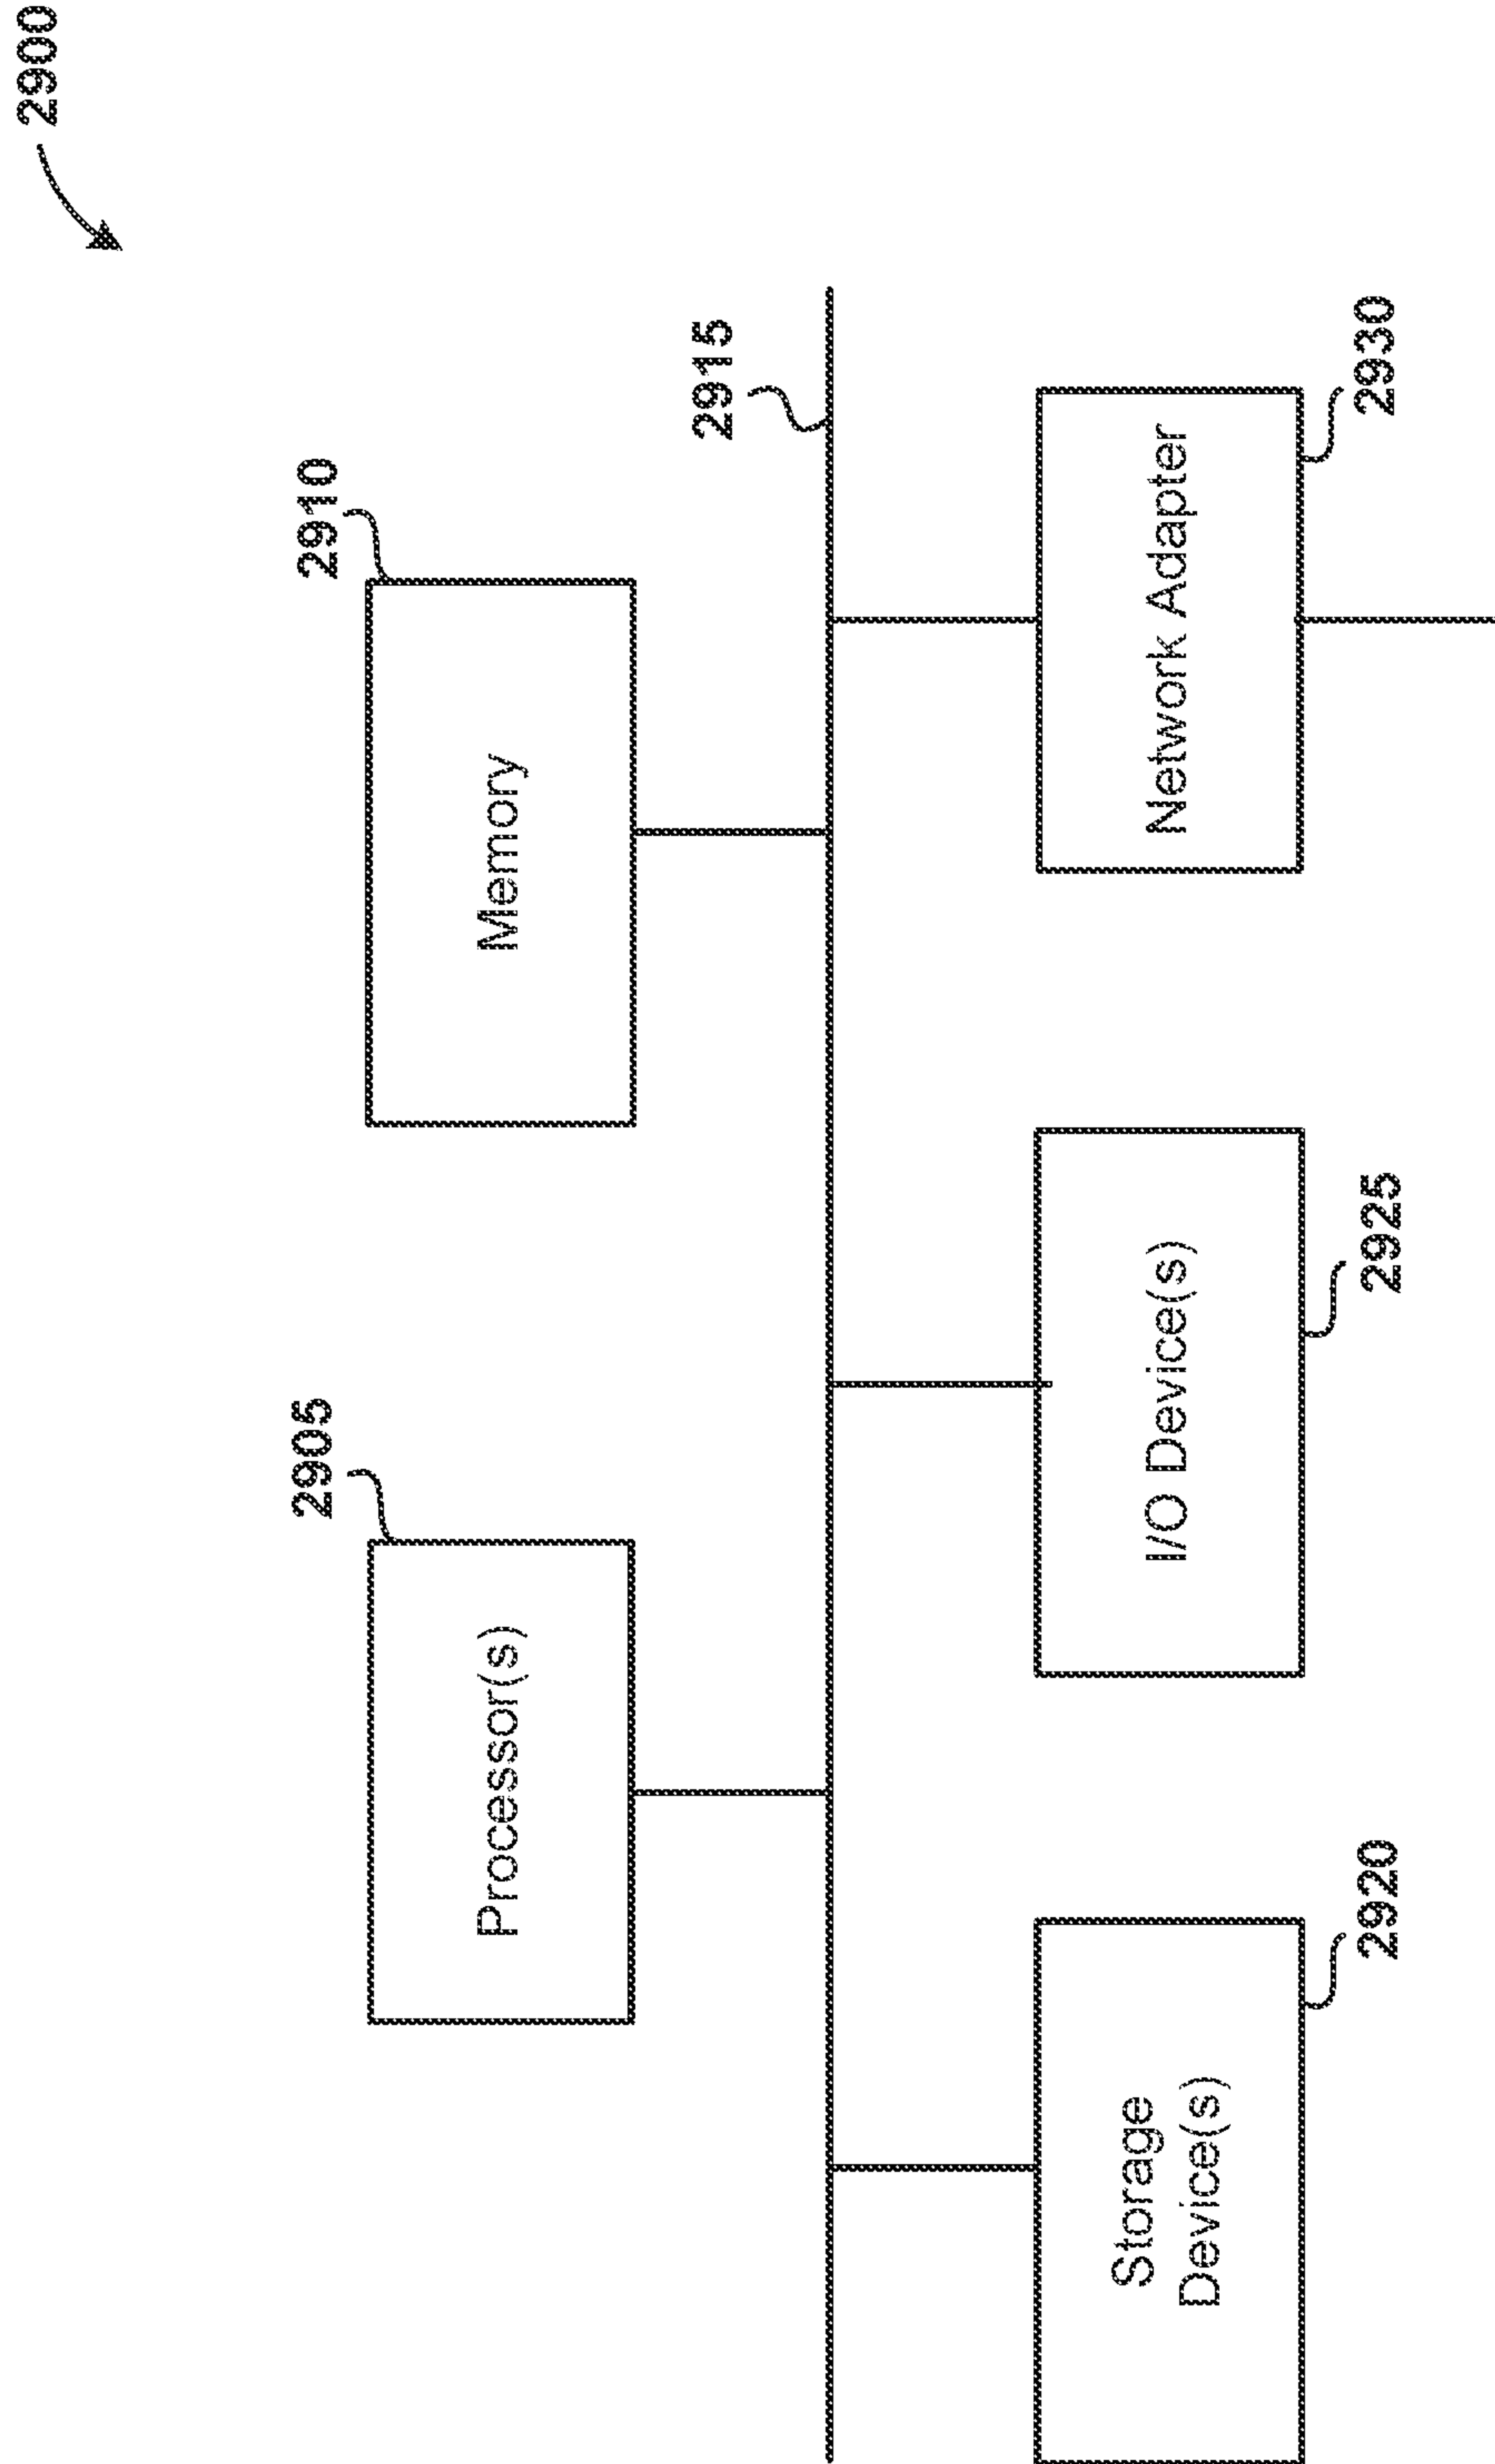 2900
2905
Processor(s)
2910
Memory
2915
Storage
Device(s)
2920
I/O Device(s)
2925
Network Adapter
2930